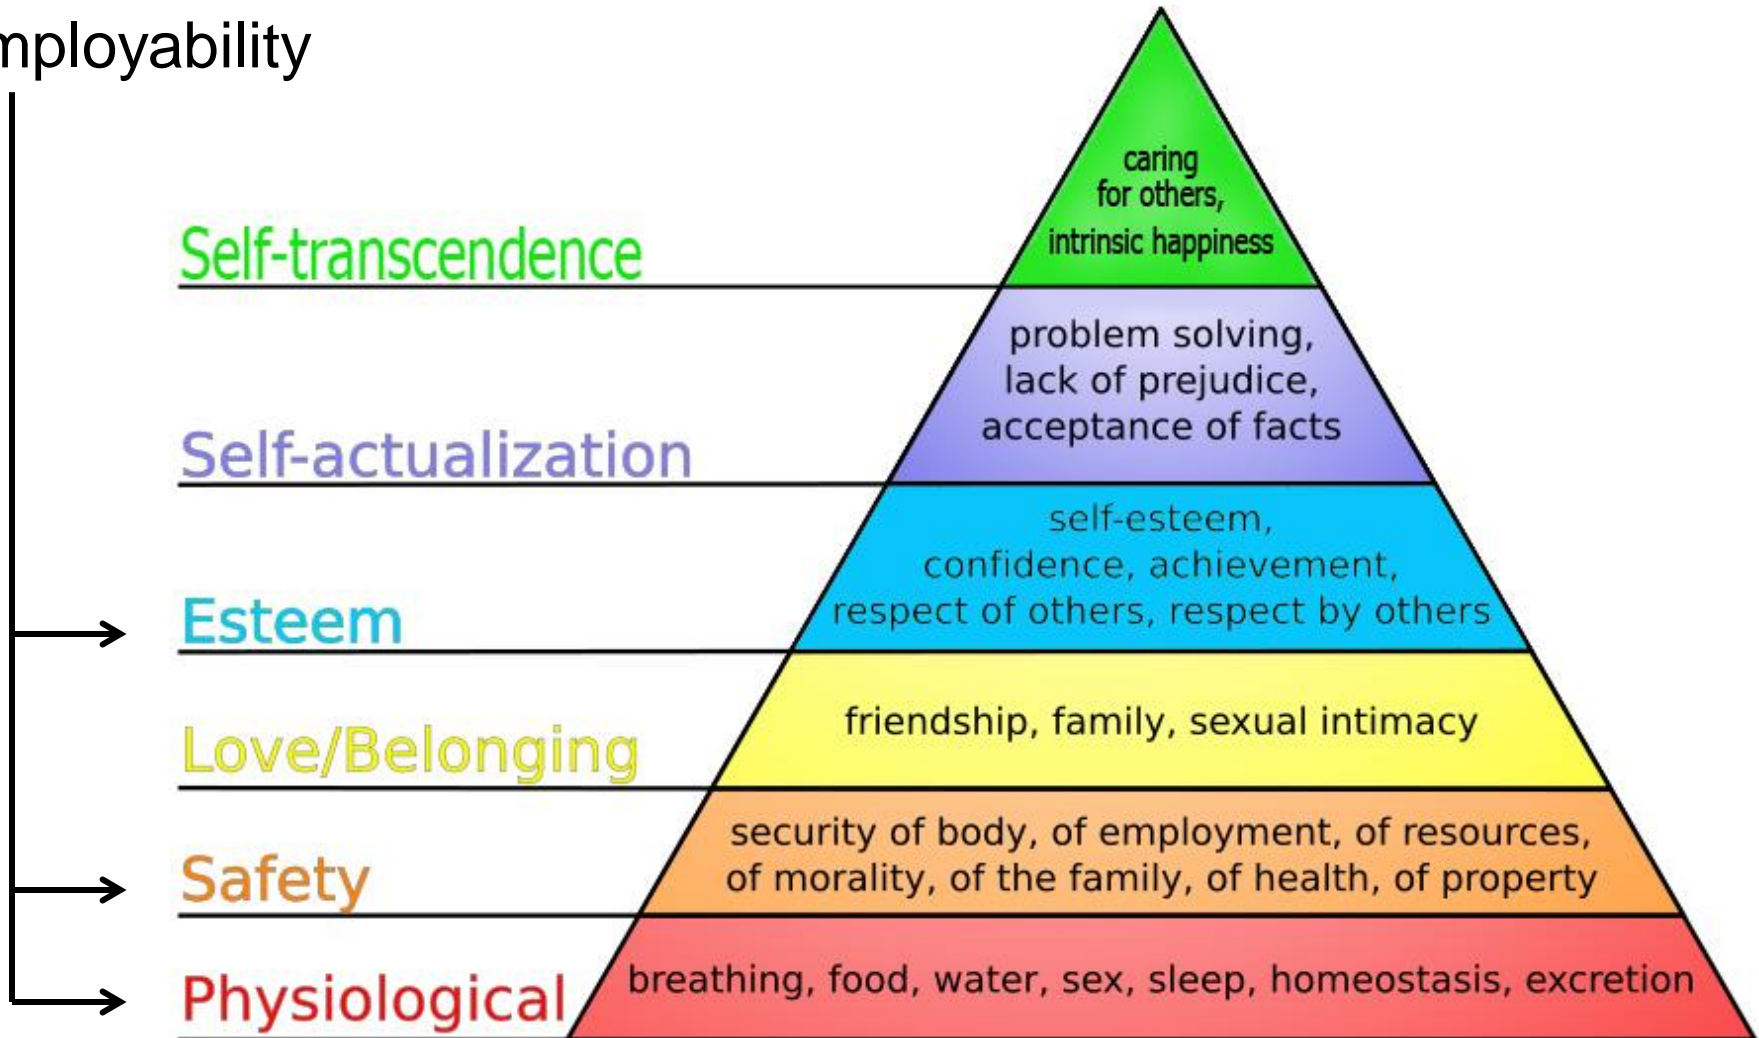 mployability
caring
for others,
intrinsic happiness
Self-transcendence
problem solving,
lack of prejudice,
acceptance of facts
Self-actualization
self-esteem,
confidence, achievement,
respect of others, respect by others
Esteem
friendship, family, sexual intimacy
Love/Belonging
security of body, of employment, of resources,
of morality, of the family, of health, of property
Safety
breathing, food, water, sex, sleep, homeostasis, excretion
Physiological